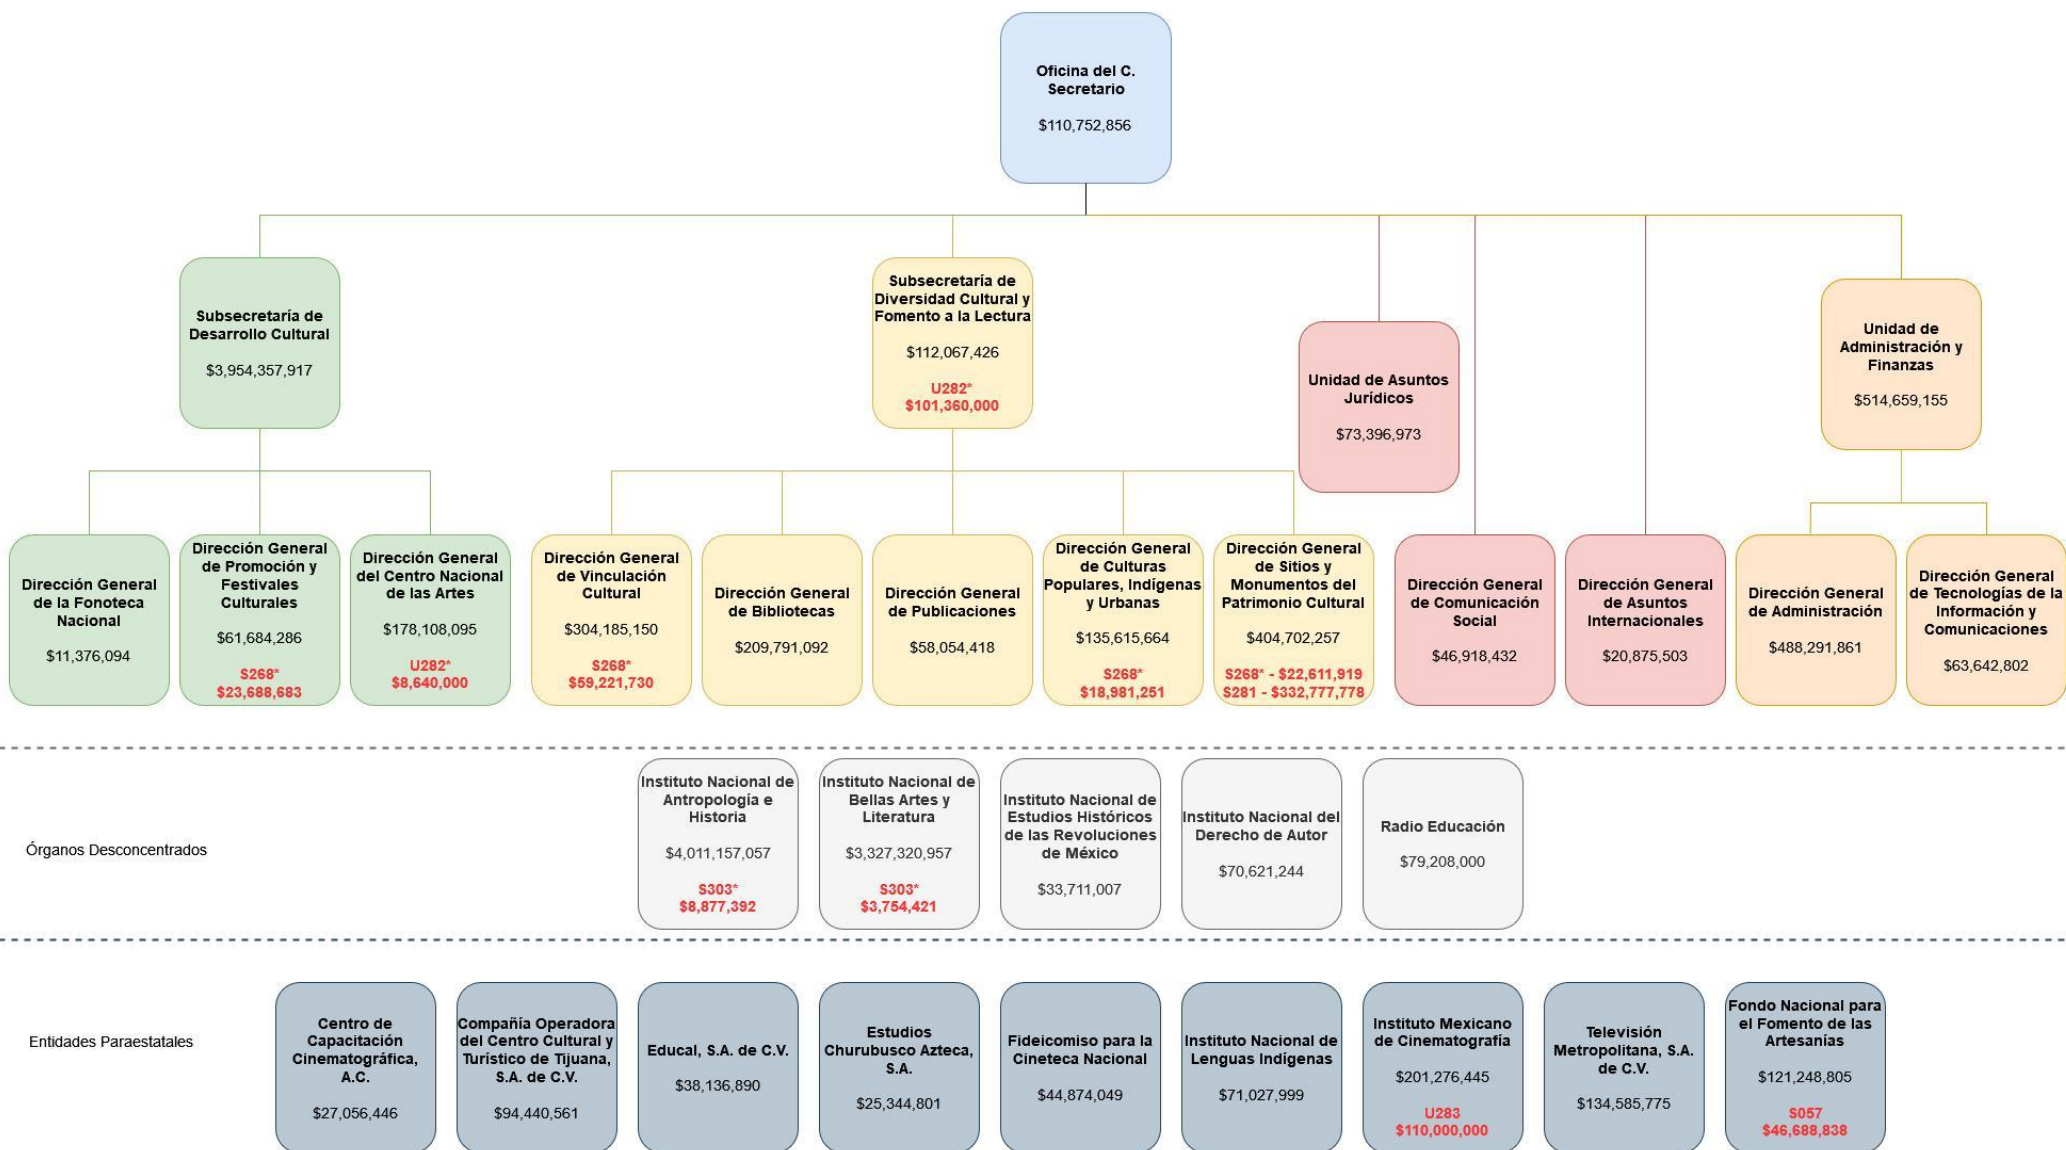 Oficina del C.
Secretario
$110,752,856
Subsecretaría de
Desarrollo Cultural
$3,954,357,917
Subsecretaría de
Diversidad Cultural y
Fomento a la Lectura
$112,067,426
U282*
$101,360,000
Unidad de Asuntos
Jurídicos
$73,396,973
Unidad de
Administración y
Finanzas
$514,659,155
Dirección General
de la Fonoteca
Nacional
$11,376,094
Dirección General
de Promoción y
Festivales
Culturales
$61,684,286
S268*
$23,688,683
Dirección General
del Centro Nacional
de las Artes
$178,108,095
U282*
$8,640,000
Dirección General
de Vinculación
Cultural
$304,185,150
S268*
$59,221,730
Dirección General
de Bibliotecas
$209,791,092
Dirección General
de Publicaciones
$58,054,418
Dirección General
de Culturas
Populares, Indígenas
y Urbanas
$135,615,664
S268*
$18,981,251
Dirección General
de Sitios y
Monumentos del
Patrimonio Cultural
$404,702,257
S268* - $22,611,919
S281 - $332,777,778
Dirección General
de Comunicación
Social
$46,918,432
Dirección General
de Asuntos
Internacionales
$20,875,503
Dirección General
de Administración
$488,291,861
Dirección General
de Tecnologías de la
Información y
Comunicaciones
$63,642,802
Órganos Desconcentrados
Instituto Nacional de
Antropología e
Historia
$4,011,157,057
S303*
$8,877,392
Instituto Nacional de
Bellas Artes y
Literatura
$3,327,320,957
S303*
$3,754,421
Instituto Nacional de
Estudios Históricos
de las Revoluciones
de México
$33,711,007
Instituto Nacional del
Derecho de Autor
$70,621,244
Radio Educación
$79,208,000
Entidades Paraestatales
Centro de
Capacitación
Cinematográfica,
A.C.
$27,056,446
Compañía Operadora
del Centro Cultural y
Turístico de Tijuana,
S.A. de C.V.
$94,440,561
Educal, S.A. de C.V.
$38,136,890
Estudios
Churubusco Azteca,
S.A.
$25,344,801
Fideicomiso para la
Cineteca Nacional
$44,874,049
Instituto Nacional de
Lenguas Indígenas
$71,027,999
Instituto Mexicano
de Cinematografía
$201,276,445
U283
$110,000,000
Televisión
Metropolitana, S.A.
de C.V.
$134,585,775
Fondo Nacional para
el Fomento de las
Artesanías
$121,248,805
S057
$46,688,838